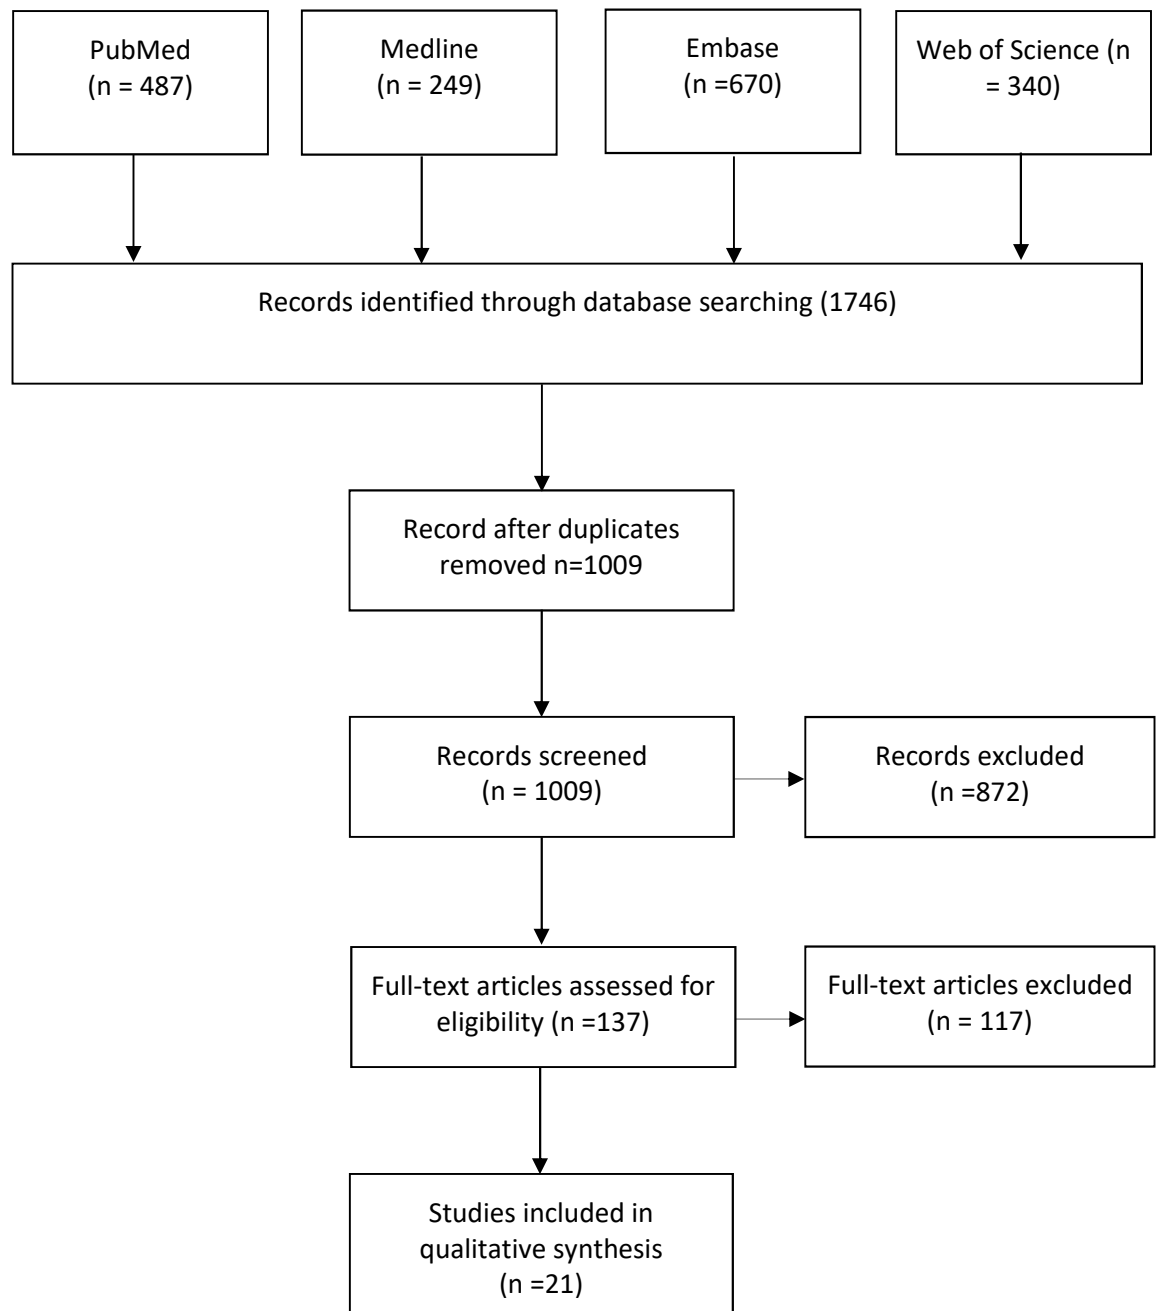 PubMed
(n = 487)
Medline
(n = 249)
Embase
(n =670)
Web of Science (n
= 340)
Records identified through database searching (1746)
Record after duplicates
removed n=1009
Records screened
(n = 1009)
Records excluded
(n =872)
Full-text articles assessed for
eligibility (n =137)
Full-text articles excluded
(n = 117)
Studies included in
qualitative synthesis
(n =21)